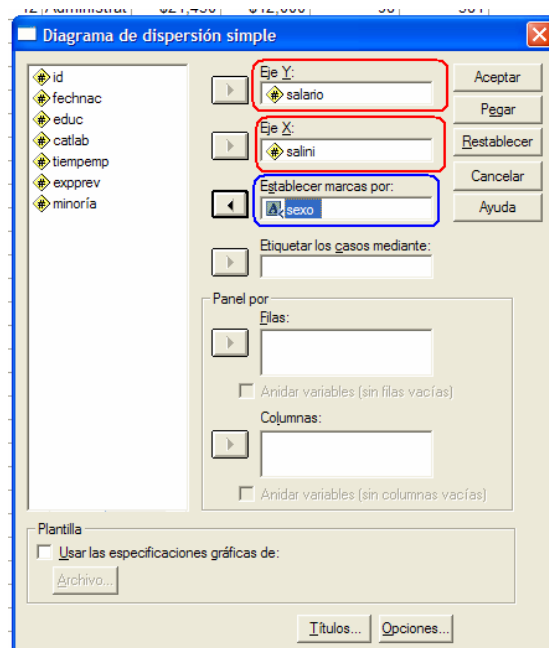 Diagrama de dispersión simple
id
fechnac
educ
catlab
tiempemp
expprev
minoría
Eje Y:
salario
Eje X:
salini
Establecer marcas por:
sexo
Etiquetar los casos mediante:
Panel por
Filas:
Anidar variables (sin filas vacías)
Columnas:
Anidar variables (sin columnas vacías)
Aceptar
Pegar
Restablecer
Cancelar
Ayuda
Plantilla
Usar las especificaciones gráficas de:
Archivo...
Títulos...
Opciones...